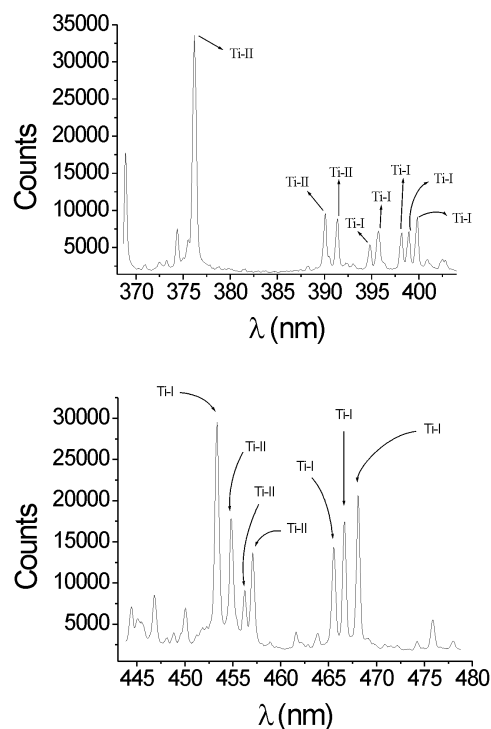 35000
30000
25000
20000
15000
10000
5000
Counts
Ti-II
Ti-II
Ti-II
Ti-I
Ti-I
Ti-I
Ti-I
Ti-I
370 375 380 385 390 395 400
λ (nm)
30000
25000
20000
15000
10000
5000
Counts
Ti-I
Ti-II
Ti-II
Ti-II
Ti-I
Ti-I
Ti-I
445 450 455 460 465 470 475 480
λ (nm)